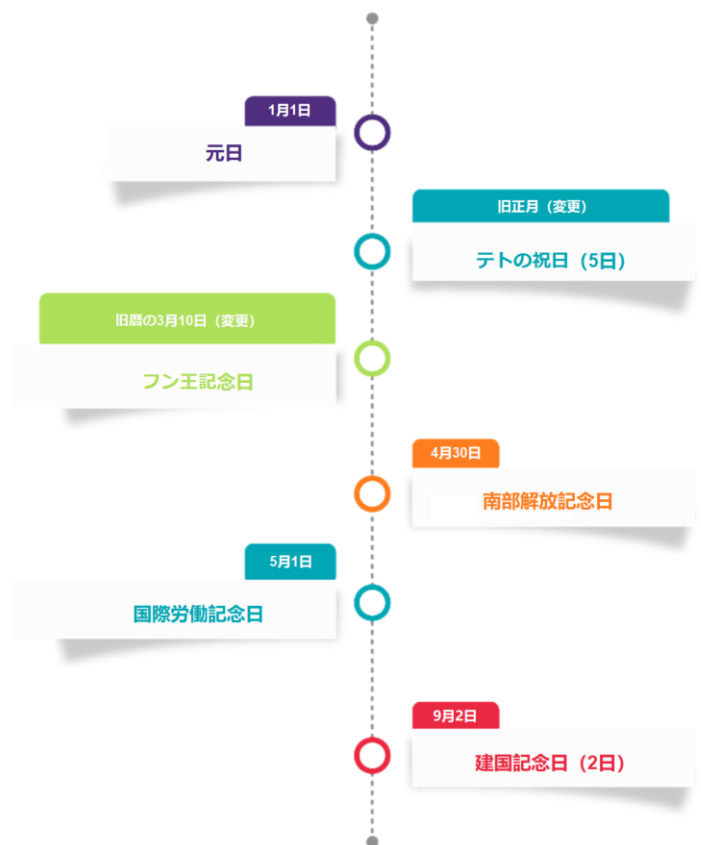 1月1日
元日
旧正月（変更）
テトの祝日（5日）
旧暦の3月10日（変更）
フン王記念日
4月30日
南部解放記念日
5月1日
国際労働記念日
9月2日
建国記念日（2日）